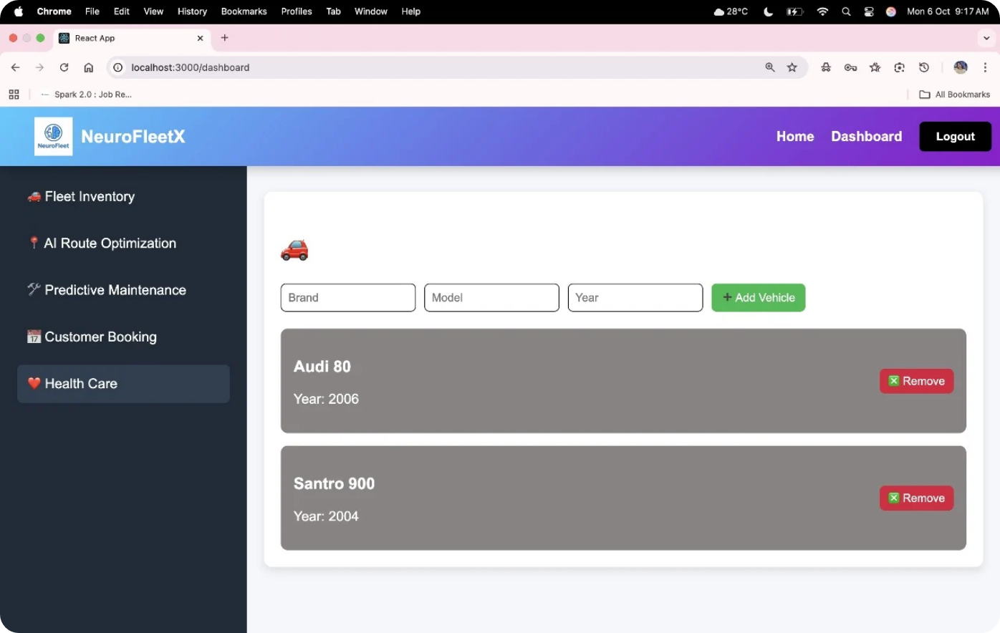 Chrome File Edit View History Bookmarks Profiles Tab Window Help 28°C Mon 6 Oct 9:17 AM
React App
localhost:3000/dashboard
Spark 2.0 : Job Re... All Bookmarks
NeuroFleet
NeuroFleetX Home Dashboard Logout
🚗 Fleet Inventory
📍 AI Route Optimization
🛠 Predictive Maintenance
📅 Customer Booking
❤️ Health Care
🚗
Brand Model Year ➕ Add Vehicle
Audi 80
Year: 2006
❎ Remove
Santro 900
Year: 2004
❎ Remove